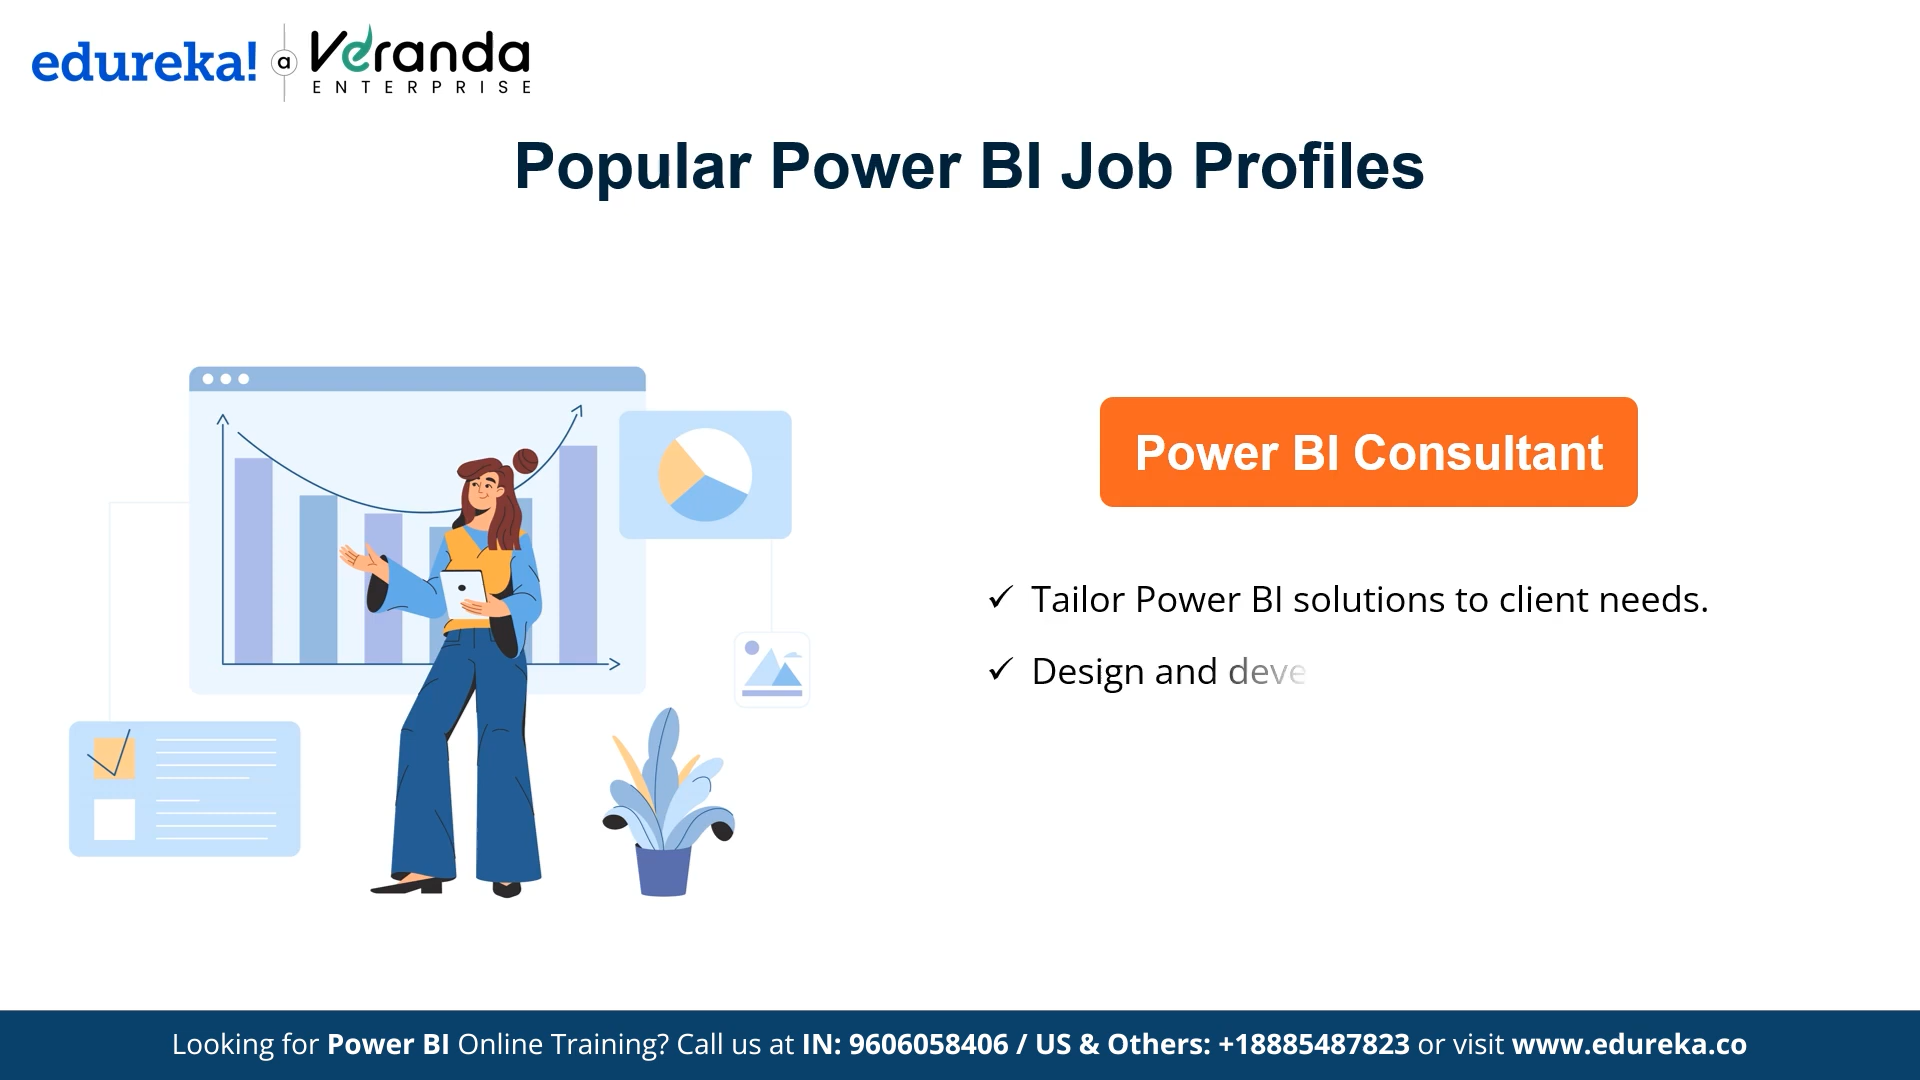 edureka! a Veranda
ENTERPRISE
Popular Power BI Job Profiles
Power BI Consultant
✓ Tailor Power BI solutions to client needs.
✓ Design and deve
Looking for Power BI Online Training? Call us at IN: 9606058406 / US & Others: +18885487823 or visit www.edureka.co